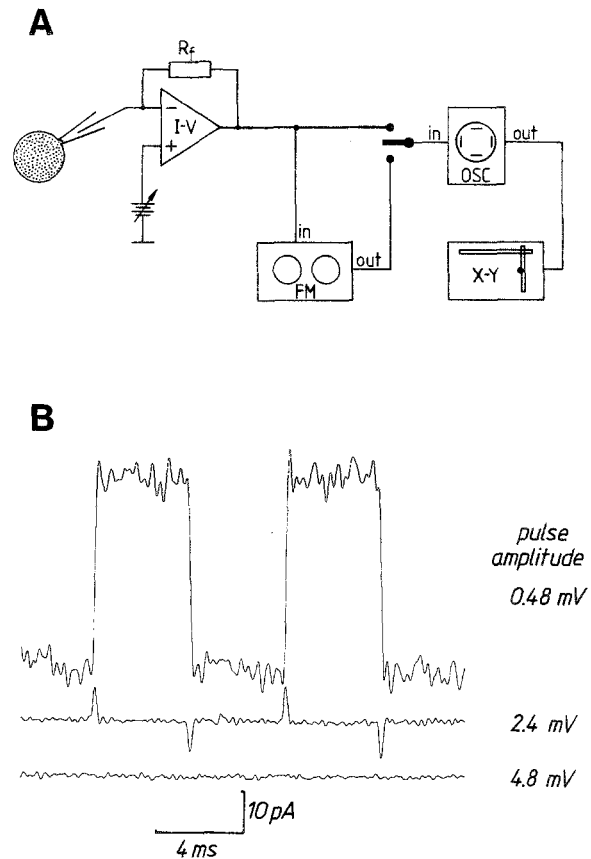 A
Rf
I-V
−
+
in
out
FM
in
out
OSC
X-Y
B
pulse
amplitude
0.48 mV
2.4 mV
4.8 mV
10 pA
4 ms